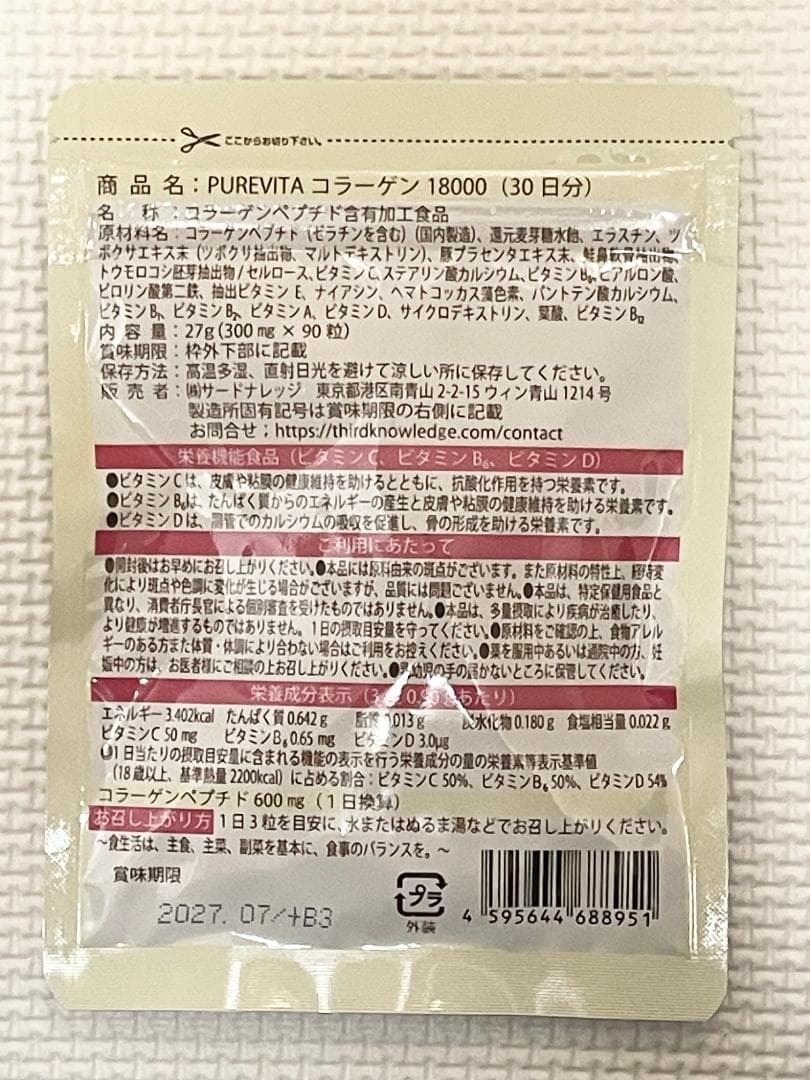 ここからお切り下さい。
商品名：PUREVITA コラーゲン 18000（30日分）
名　称：コラーゲンペプチド含有加工食品
原材料名：コラーゲンペプチド（ゼラチンを含む）（国内製造）、還元麦芽糖水飴、エラスチン、ツ
バクサエキス末（ツボクサ抽出物、マルトデキストリン）、豚プラセンタエキス末、鮭鼻軟骨抽出物、
トウモロコシ胚芽抽出物 / セルロース、ビタミンC、ステアリン酸カルシウム、ビタミンB₆、ヒアルロン酸、
ピロリン酸第二鉄、抽出ビタミンE、ナイアシン、ヘマトコッカス藻色素、パントテン酸カルシウム、
ビタミンB₁、ビタミンB₂、ビタミンA、ビタミンD、サイクロデキストリン、葉酸、ビタミンB₁₂
内容量：27g（300mg × 90粒）
賞味期限：枠外下部に記載
保存方法：高温多湿、直射日光を避けて涼しい所に保存してください。
販売者：㈱サードナレッジ　東京都港区南青山 2-2-15 ウィン青山 1214号
製造所固有記号は賞味期限の右側に記載
お問合せ；https://thirdknowledge.com/contact
栄養機能食品（ビタミンC、ビタミンB₆、ビタミンD）
●ビタミンCは、皮膚や粘膜の健康維持を助けるとともに、抗酸化作用を持つ栄養素です。
●ビタミンB₆は、たんぱく質からのエネルギーの産生と皮膚や粘膜の健康維持を助ける栄養素です。
●ビタミンDは、腸管でのカルシウムの吸収を促進し、骨の形成を助ける栄養素です。
ご利用にあたって
●開封後はお早めにお召し上がりください。●本品には原料由来の斑点がございます。また原材料の特性上、経時変
化により斑点や色調に変化が生じる場合がございますが、品質には問題ございません。●本品は、特定保健用食品と
異なり、消費者庁長官による個別審査を受けたものではありません。●本品は、多量摂取により疾病が治癒したり、
より健康が増進するものではありません。1日の摂取目安量を守ってください。●原材料をご確認の上、食物アレル
ギーのある方また体質・体調により合わない場合はご利用をお控えください。●薬を服用中あるいは通院中の方、妊
娠中の方は、お医者様にご相談の上お召し上がりください。●乳幼児の手の届かないところに保管してください。
栄養成分表示（3粒 0.90gあたり）
エネルギー 3.402kcal　たんぱく質 0.642g　脂質 0.013g　炭水化物 0.180g　食塩相当量 0.022g
ビタミンC 50mg　ビタミンB₆ 0.65mg　ビタミンD 3.0μg
●1日当たりの摂取目安量に含まれる機能の表示を行う栄養成分の量の栄養素等表示基準値
（18歳以上、基準熱量 2200kcal）に占める割合：ビタミンC 50%、ビタミンB₆ 50%、ビタミンD 54%
コラーゲンペプチド 600mg（1日換算）
お召し上がり方 1日3粒を目安に、水またはぬるま湯などでお召し上がりください。
～食生活は、主食、主菜、副菜を基本に、食事のバランスを。～
賞味期限
2027.07/+B3
プラ
外装
4 595644 688951